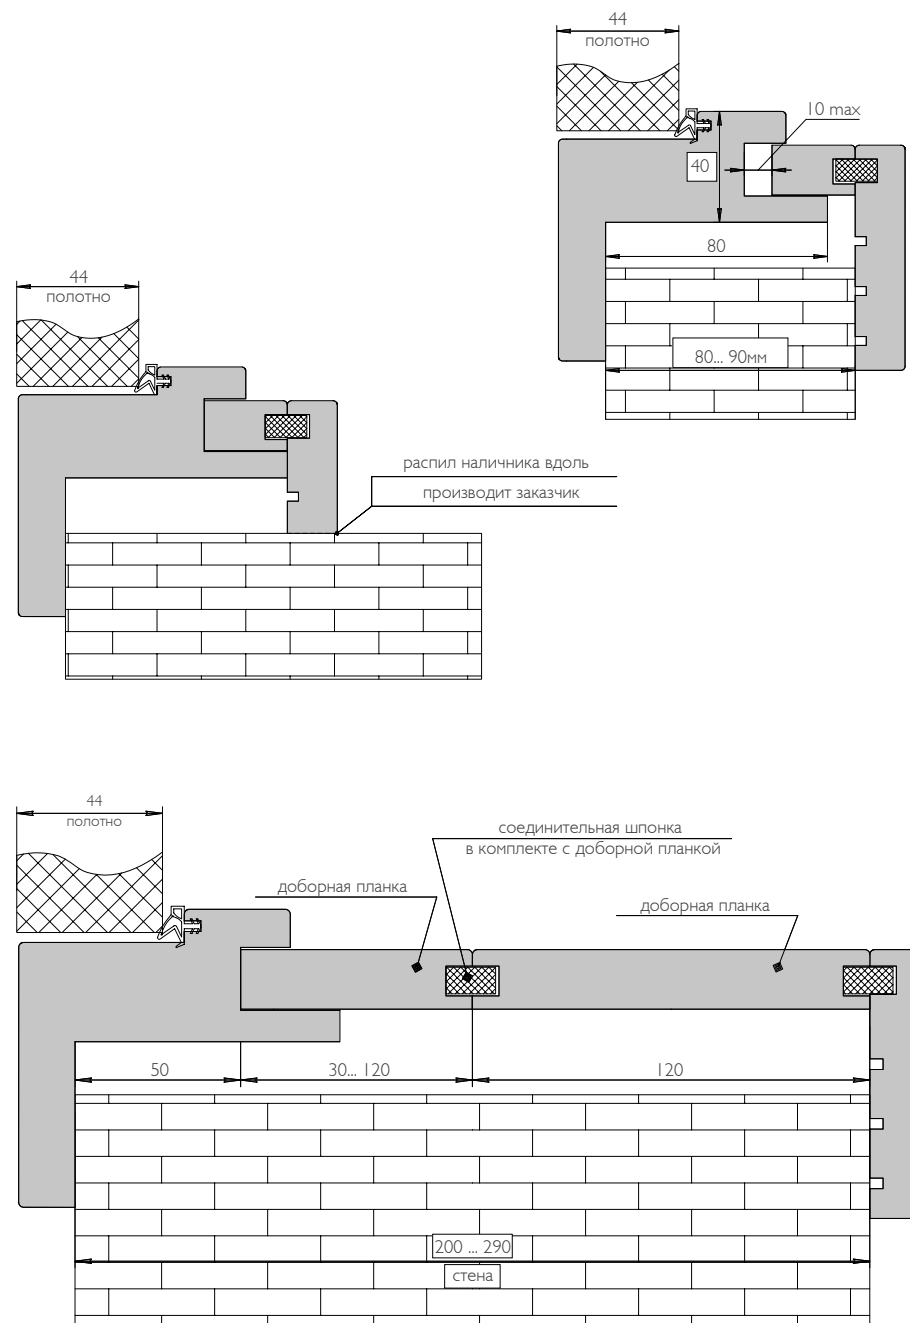 44
полотно
10 max
40
80
80... 90мм
44
полотно
распил наличника вдоль
производит заказчик
44
полотно
соединительная шпонка
в комплекте с доборной планкой
доборная планка
доборная планка
50
30... 120
120
200 ... 290
стена